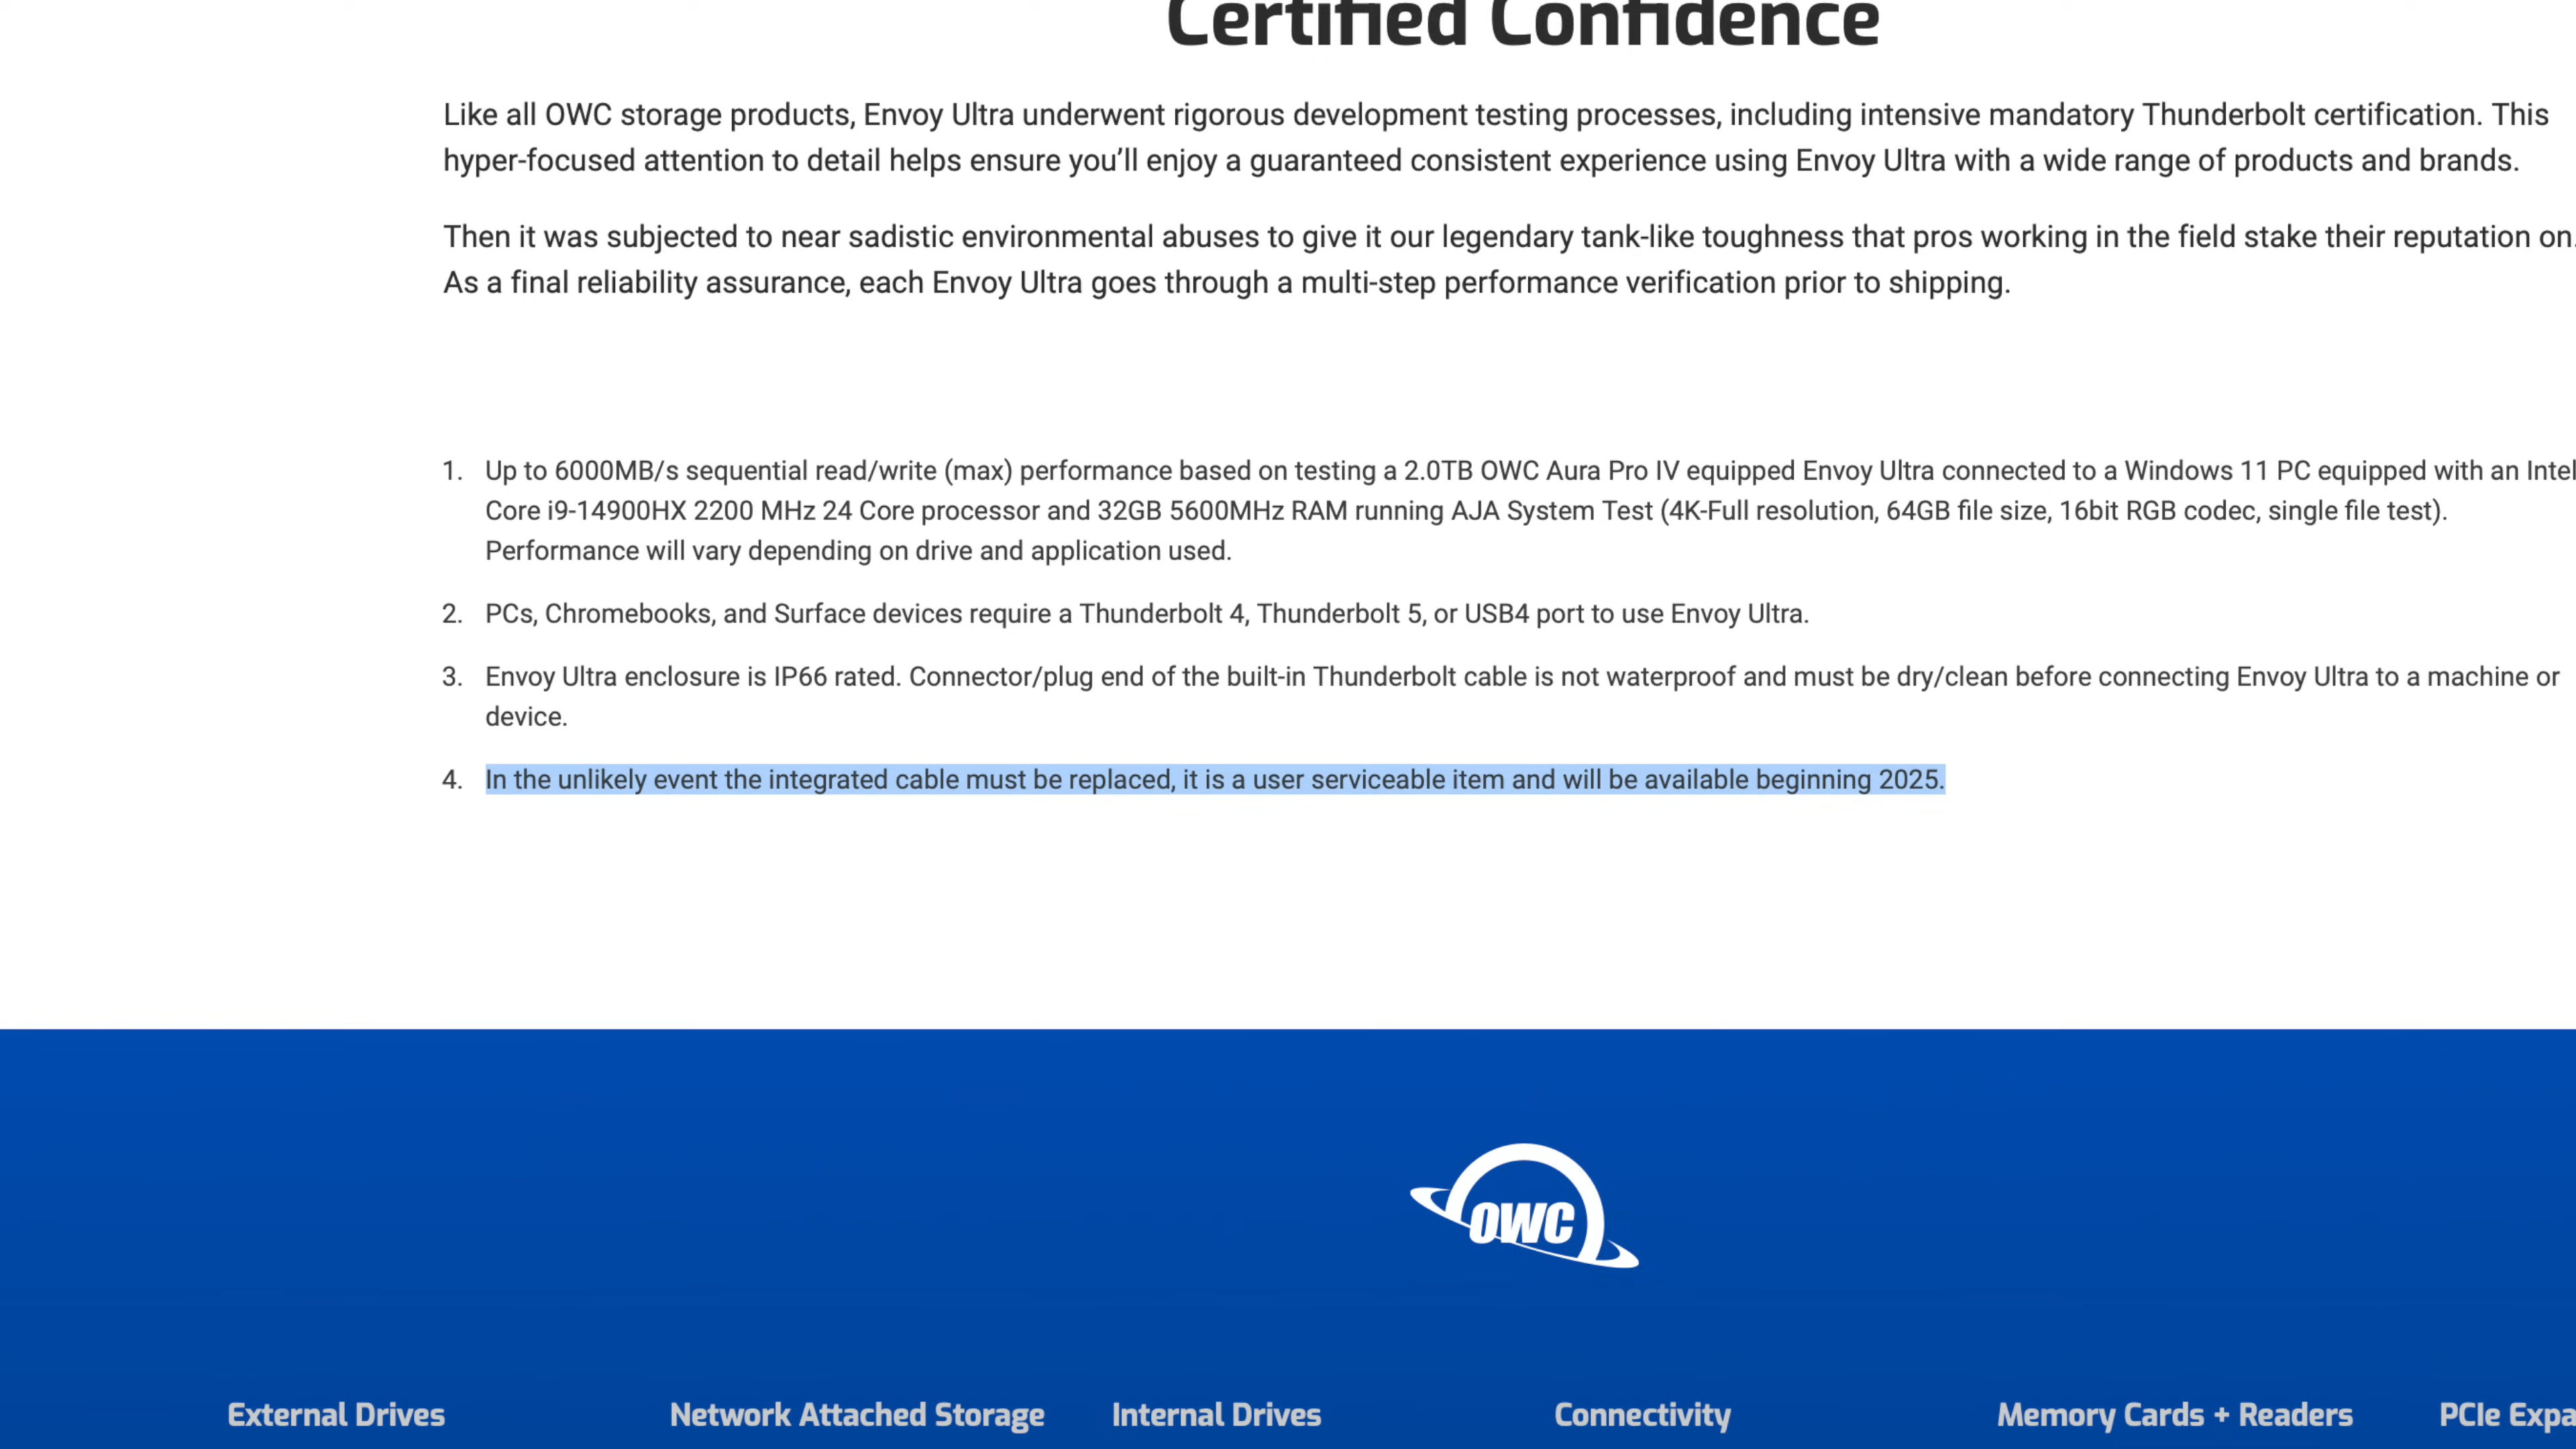 Certified Confidence
Like all OWC storage products, Envoy Ultra underwent rigorous development testing processes, including intensive mandatory Thunderbolt certification. This
hyper-focused attention to detail helps ensure you’ll enjoy a guaranteed consistent experience using Envoy Ultra with a wide range of products and brands.
Then it was subjected to near sadistic environmental abuses to give it our legendary tank-like toughness that pros working in the field stake their reputation on.
As a final reliability assurance, each Envoy Ultra goes through a multi-step performance verification prior to shipping.
1. Up to 6000MB/s sequential read/write (max) performance based on testing a 2.0TB OWC Aura Pro IV equipped Envoy Ultra connected to a Windows 11 PC equipped with an Intel
Core i9-14900HX 2200 MHz 24 Core processor and 32GB 5600MHz RAM running AJA System Test (4K-Full resolution, 64GB file size, 16bit RGB codec, single file test).
Performance will vary depending on drive and application used.
2. PCs, Chromebooks, and Surface devices require a Thunderbolt 4, Thunderbolt 5, or USB4 port to use Envoy Ultra.
3. Envoy Ultra enclosure is IP66 rated. Connector/plug end of the built-in Thunderbolt cable is not waterproof and must be dry/clean before connecting Envoy Ultra to a machine or
device.
4. In the unlikely event the integrated cable must be replaced, it is a user serviceable item and will be available beginning 2025.
OWC
External Drives Network Attached Storage Internal Drives Connectivity Memory Cards + Readers PCIe Expa